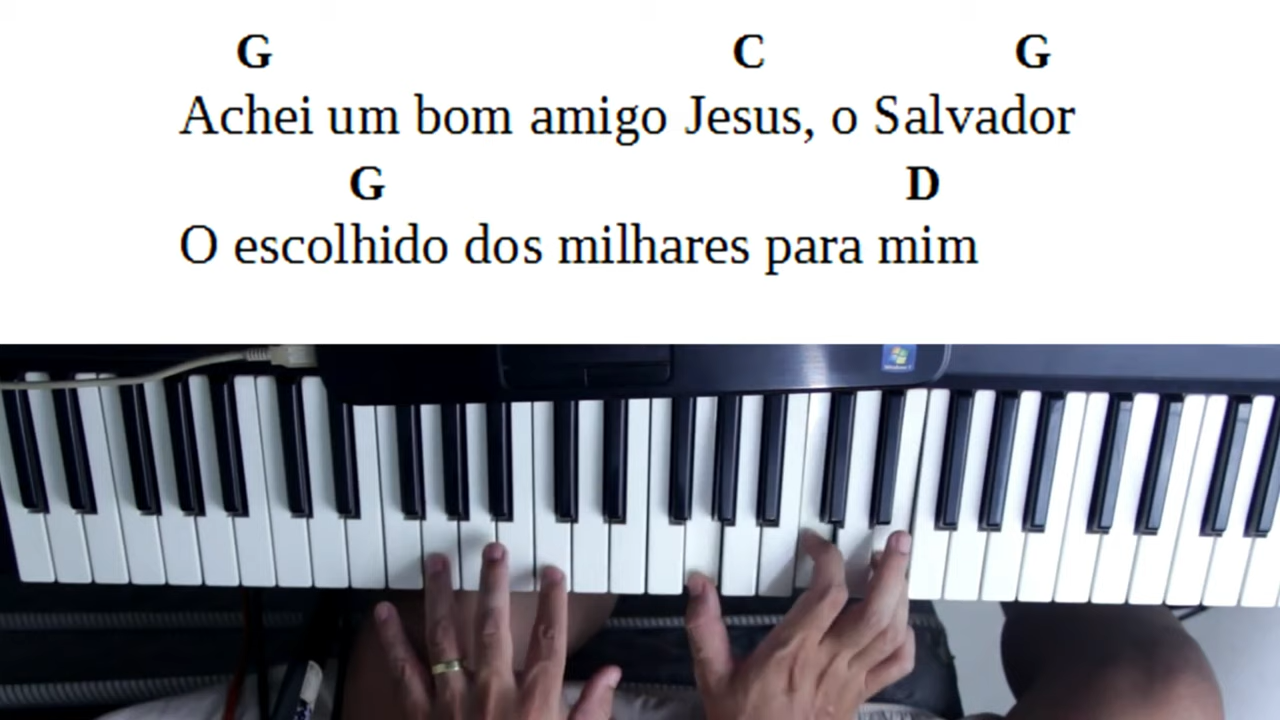 G C G
Achei um bom amigo Jesus, o Salvador
G D
O escolhido dos milhares para mim